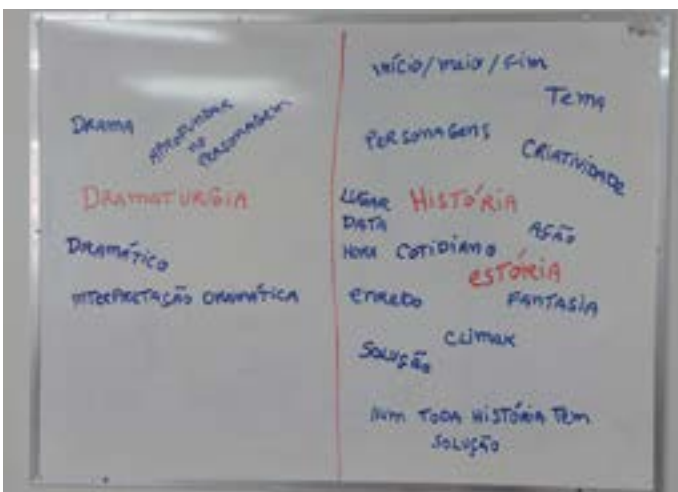 DRAMA
APROFUNDAR
NO
PERSONAGEM
DRAMATURGIA
DRAMÁTICO
INTERPRETAÇÃO DRAMÁTICA
INÍCIO/MEIO/FIM
TEMA
PERSONAGENS
CRIATIVIDADE
LUGAR HISTÓRIA
DATA
AÇÃO
HORA COTIDIANO
ESTÓRIA
ENREDO
FANTASIA
CLIMAX
SOLUÇÃO
NEM TODA HISTÓRIA TEM
SOLUÇÃO